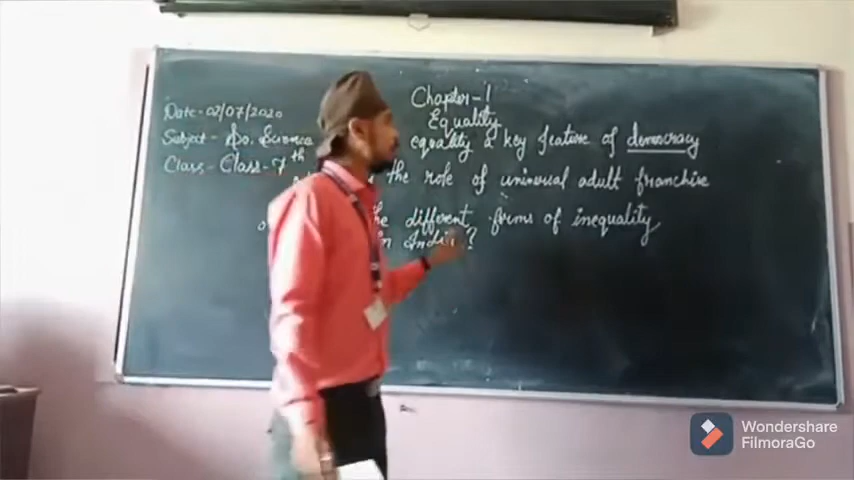 Date - 02/07/2020
Subject - So. Science
Class - Class - 7th
Chapter - 1
Equality
equality a key feature of democracy
the role of universal adult franchise
he different forms of inequality
in India ?
Wondershare
FilmoraGo